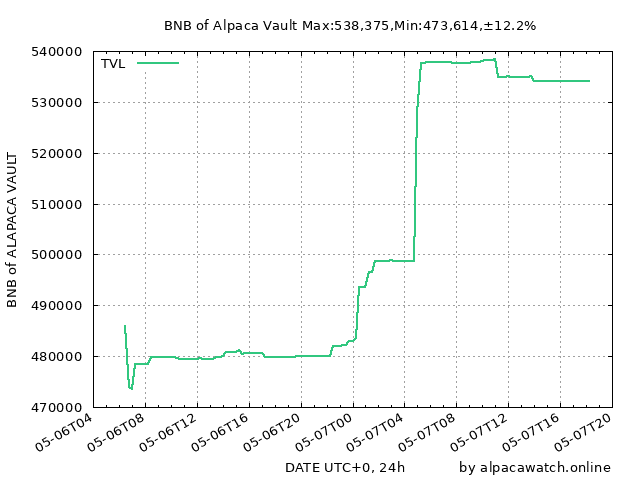 BNB of Alpaca Vault Max:538,375,Min:473,614,±12.2%
540000
TVL
530000
520000
510000
500000
490000
480000
470000
BNB of ALAPACA VAULT
05-06T04
05-06T08
05-06T12
05-06T16
05-06T20
05-07T00
05-07T04
05-07T08
05-07T12
05-07T16
05-07T20
DATE UTC+0, 24h
by alpacawatch.online